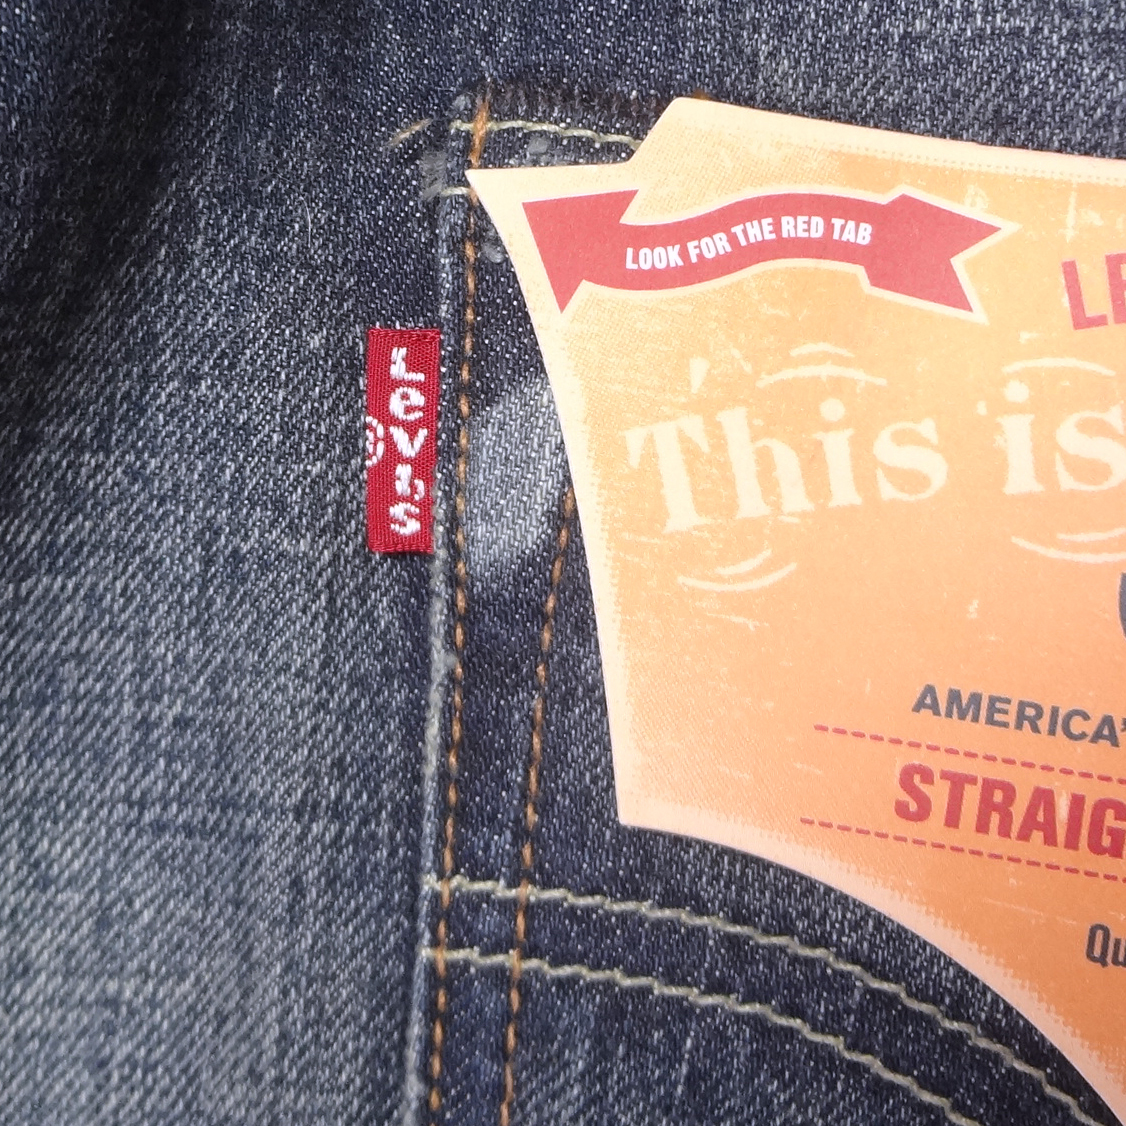 LOOK FOR THE RED TAB
LE
This is
Levi's
®
AMERICA'
STRAIG
Qu